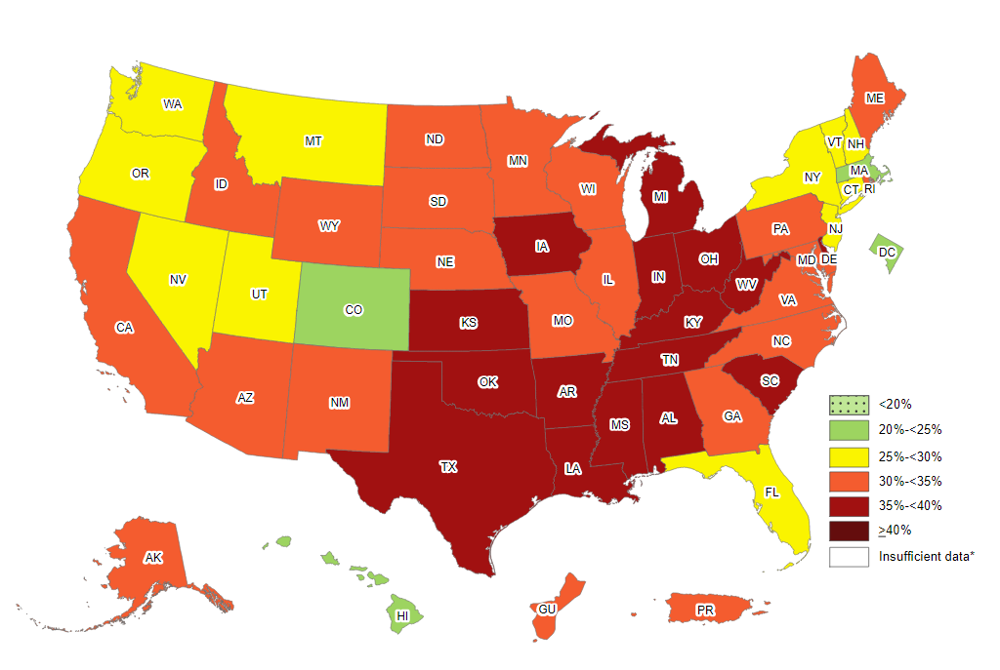 ME
WA
VT
NH
MT
ND
MN
OR
MA
NY
ID
WI
CT
RI
SD
MI
WY
NJ
PA
IA
DC
NE
OH
MD
DE
IN
NV
IL
WV
UT
VA
CO
MO
KS
KY
CA
NC
TN
OK
SC
AR
AZ
NM
GA
MS
AL
TX
LA
FL
<20%
20%-<25%
25%-<30%
30%-<35%
35%-<40%
≥40%
Insufficient data*
AK
HI
GU
PR